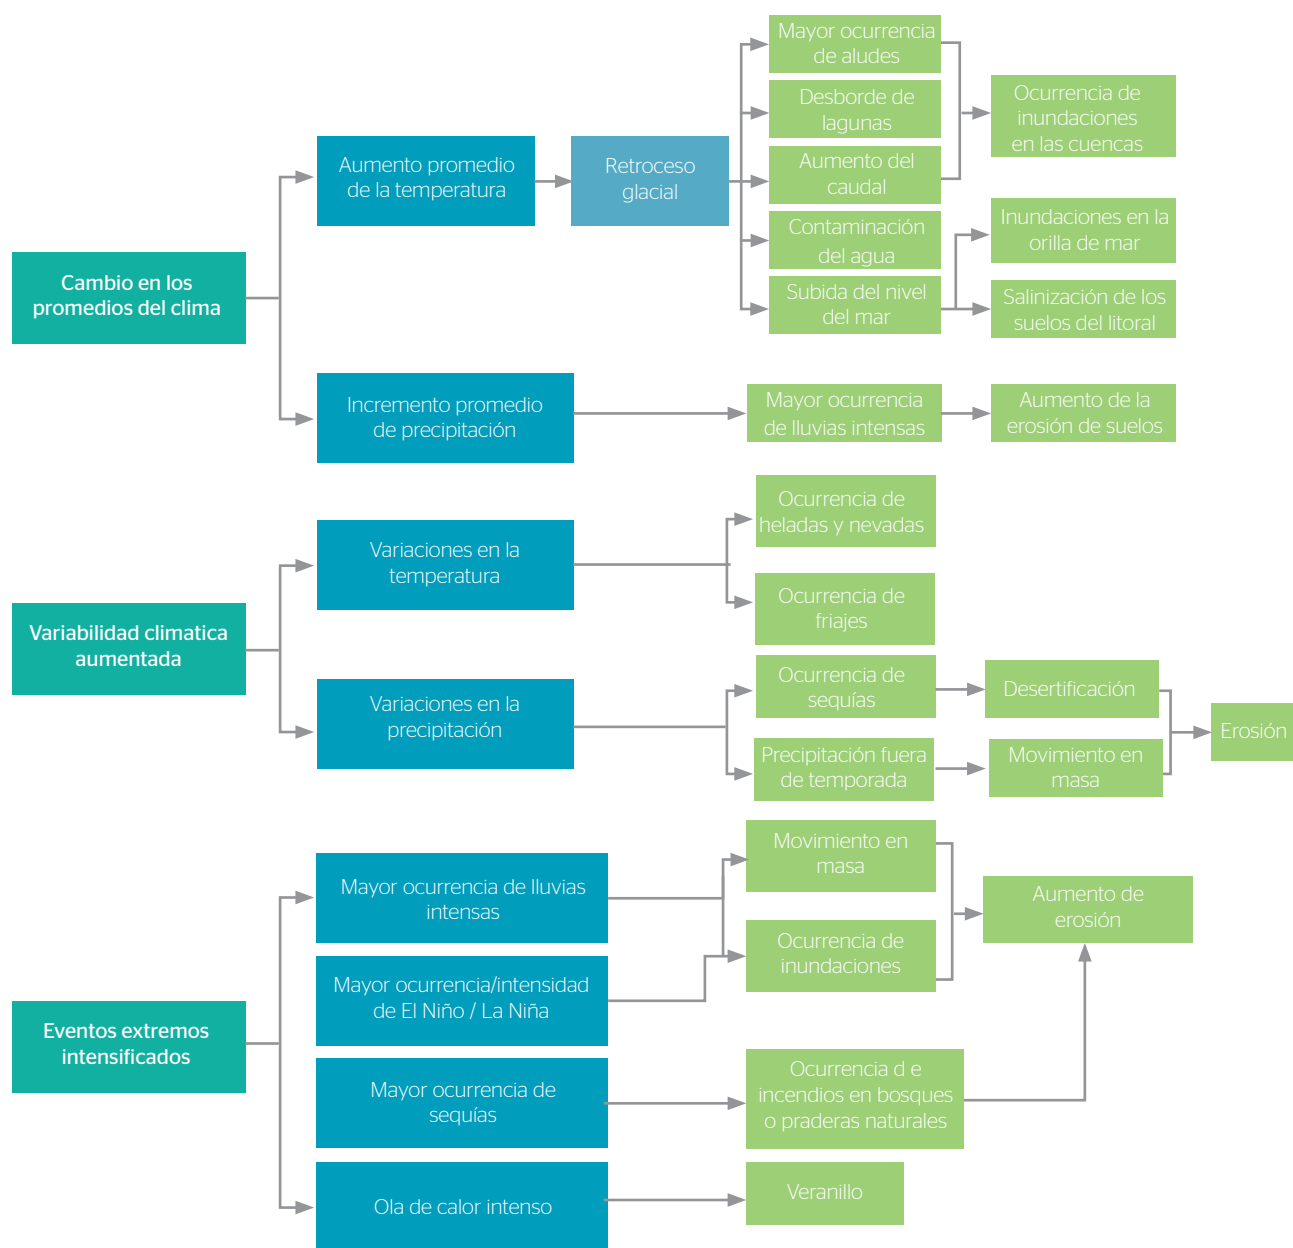 Cambio en los
promedios del clima
Aumento promedio
de la temperatura
Retroceso
glacial
Mayor ocurrencia
de aludes
Desborde de
lagunas
Aumento del
caudal
Contaminación
del agua
Subida del nivel
del mar
Ocurrencia de
inundaciones
en las cuencas
Inundaciones en la
orilla de mar
Salinización de los
suelos del litoral
Incremento promedio
de precipitación
Mayor ocurrencia
de lluvias intensas
Aumento de la
erosión de suelos
Variabilidad climatica
aumentada
Variaciones en la
temperatura
Ocurrencia de
heladas y nevadas
Ocurrencia de
friajes
Variaciones en la
precipitación
Ocurrencia de
sequías
Desertificación
Precipitación fuera
de temporada
Movimiento en
masa
Erosión
Eventos extremos
intensificados
Mayor ocurrencia de lluvias
intensas
Mayor ocurrencia/intensidad
de El Niño / La Niña
Movimiento en
masa
Ocurrencia de
inundaciones
Aumento de
erosión
Mayor ocurrencia de
sequías
Ocurrencia d e
incendios en bosques
o praderas naturales
Ola de calor intenso
Veranillo